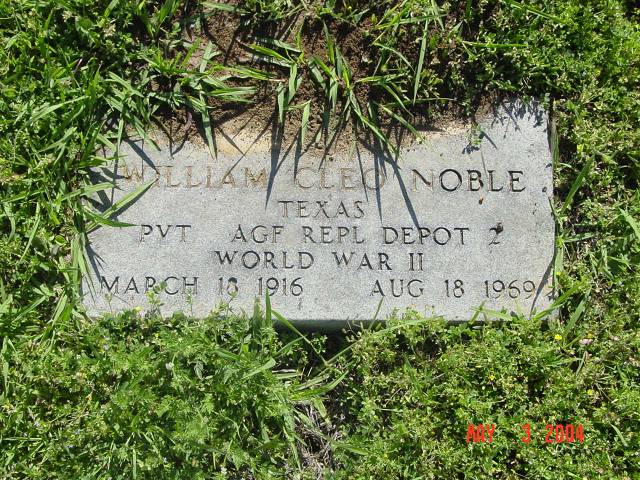 WILLIAM CLEO NOBLE
TEXAS
PVT AGF REPL DEPOT 2
WORLD WAR II
MARCH 18 1916 AUG 18 1969
MAY 3 2004